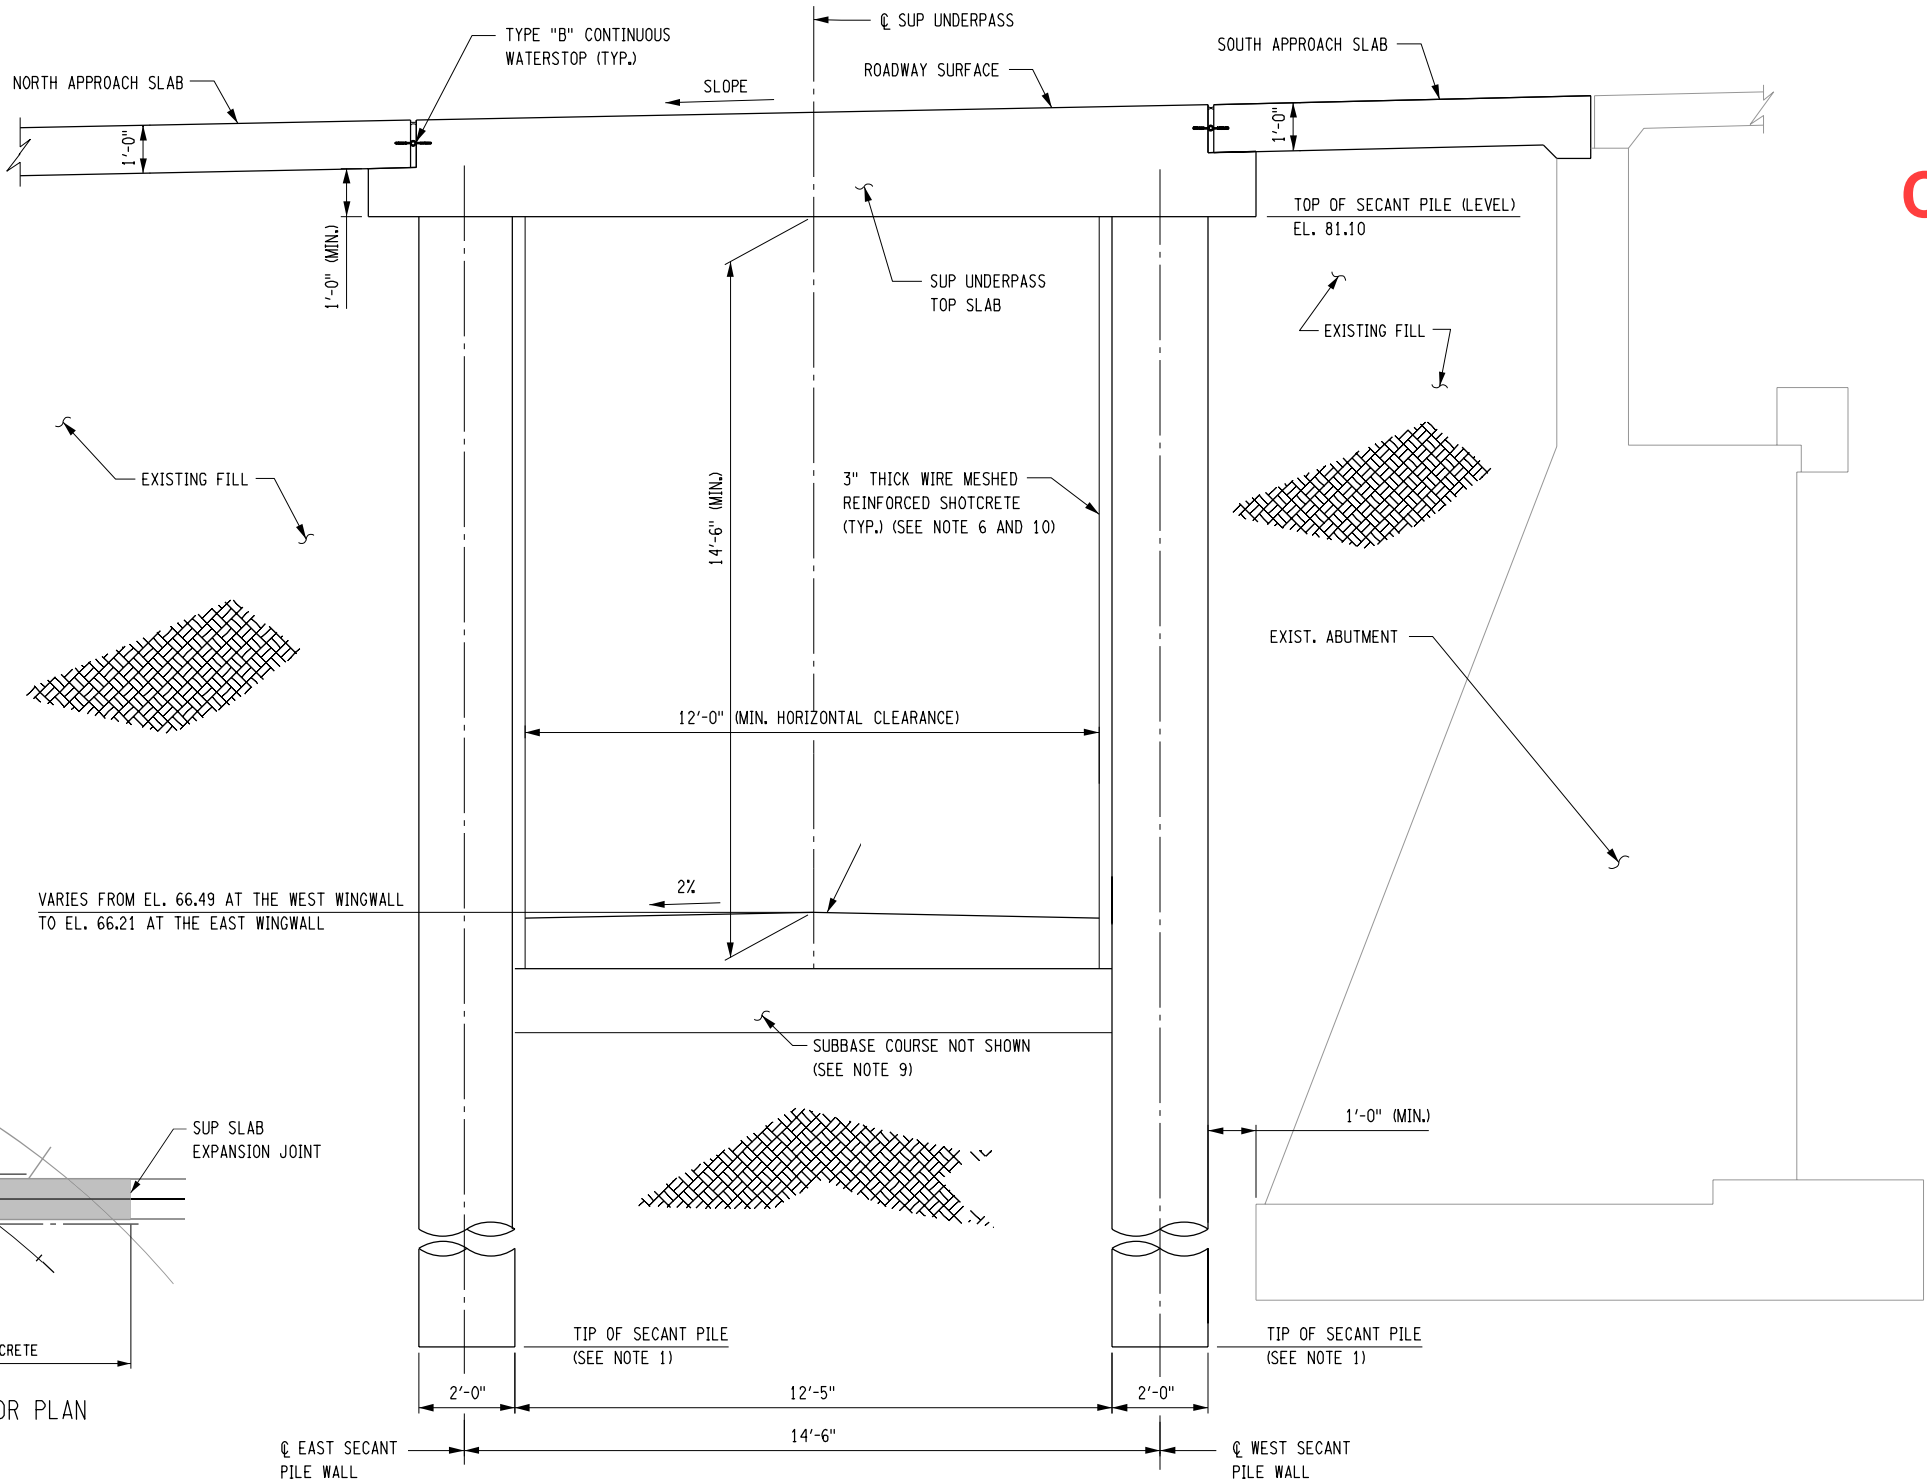 ℄ SUP UNDERPASS
TYPE "B" CONTINUOUS
WATERSTOP (TYP.)
SOUTH APPROACH SLAB
NORTH APPROACH SLAB
SLOPE
ROADWAY SURFACE
1'-0"
1'-0"
1'-0" (MIN.)
TOP OF SECANT PILE (LEVEL)
EL. 81.10
SUP UNDERPASS
TOP SLAB
EXISTING FILL
EXISTING FILL
14'-6" (MIN.)
3" THICK WIRE MESHED
REINFORCED SHOTCRETE
(TYP.) (SEE NOTE 6 AND 10)
EXIST. ABUTMENT
12'-0" (MIN. HORIZONTAL CLEARANCE)
2%
VARIES FROM EL. 66.49 AT THE WEST WINGWALL
TO EL. 66.21 AT THE EAST WINGWALL
SUBBASE COURSE NOT SHOWN
(SEE NOTE 9)
1'-0" (MIN.)
SUP SLAB
EXPANSION JOINT
TIP OF SECANT PILE
(SEE NOTE 1)
TIP OF SECANT PILE
(SEE NOTE 1)
CRETE
OR PLAN
2'-0"
12'-5"
2'-0"
14'-6"
℄ EAST SECANT
PILE WALL
℄ WEST SECANT
PILE WALL